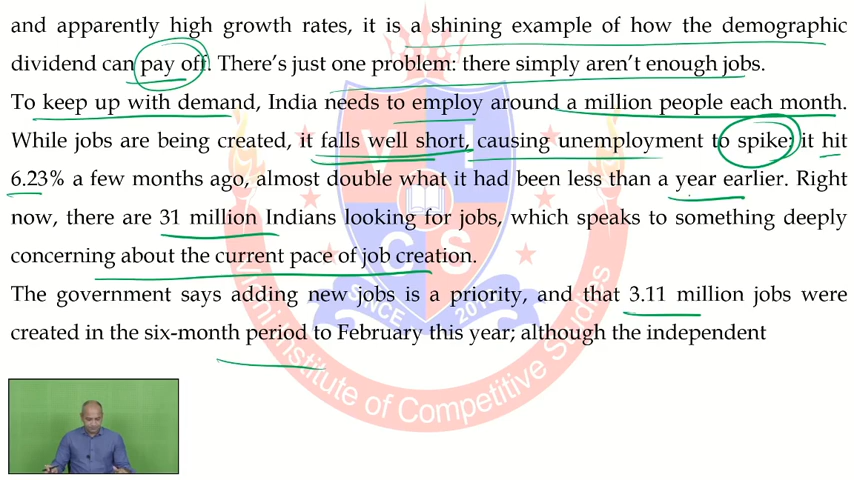 and apparently high growth rates, it is a shining example of how the demographic
dividend can pay off. There's just one problem: there simply aren't enough jobs.
To keep up with demand, India needs to employ around a million people each month.
While jobs are being created, it falls well short, causing unemployment to spike; it hit
6.23% a few months ago, almost double what it had been less than a year earlier. Right
now, there are 31 million Indians looking for jobs, which speaks to something deeply
concerning about the current pace of job creation.
The government says adding new jobs is a priority, and that 3.11 million jobs were
created in the six-month period to February this year; although the independent
V I
C S
Institute of Competitive Studies